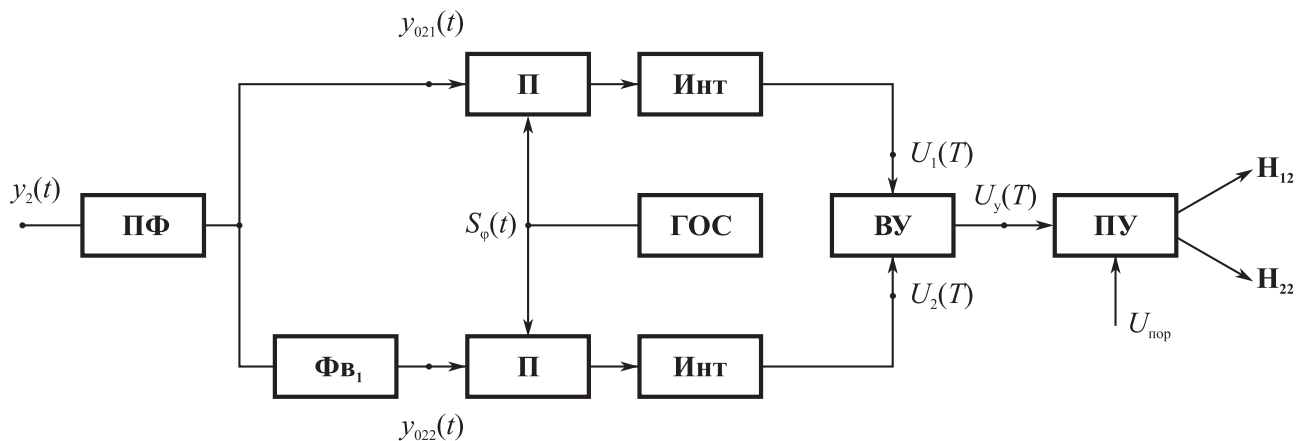 y₀₂₁(t)
П
Инт
U₁(T)
H₁₂
y₂(t)
ПФ
Sφ(t)
ГОС
ВУ
Uу(T)
ПУ
H₂₂
U₂(T)
Uпор
Фв₁
П
Инт
y₀₂₂(t)